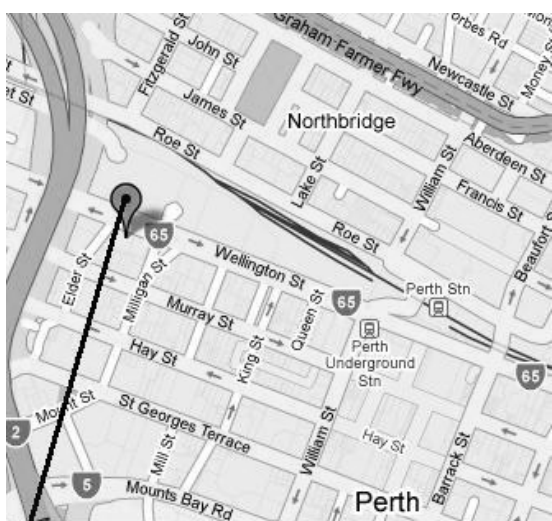 Forbes Rd
Graham Farmer Fwy
Newcastle St
Money St
Fitzgerald St
John St
James St
Northbridge
Aberdeen St
Roe St
Lake St
William St
Francis St
Beaufort
et St
65
Roe St
Wellington St
Elder St
Milligan St
65
Perth Stn
Murray St
Queen St
Perth
Underground
Stn
65
Hay St
King St
Mount St
St Georges Terrace
William St
Hay St
Barrack St
2
Mill St
5
Mounts Bay Rd
Perth